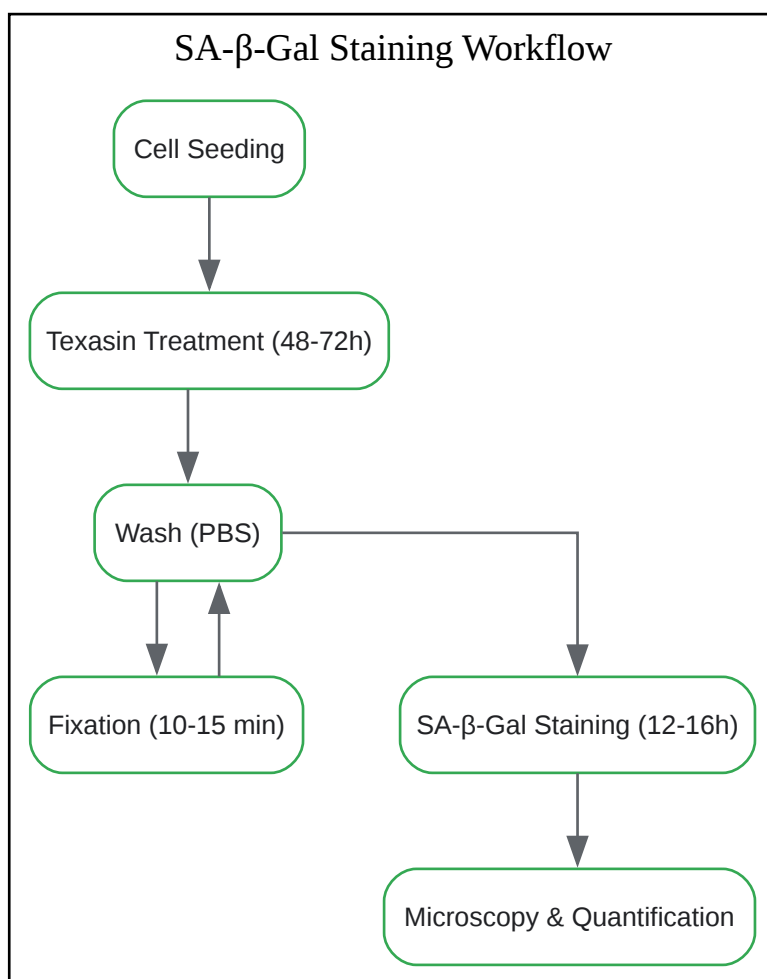 SA-β-Gal Staining Workflow
Cell Seeding
Texasin Treatment (48-72h)
Wash (PBS)
Fixation (10-15 min)
SA-β-Gal Staining (12-16h)
Microscopy & Quantification